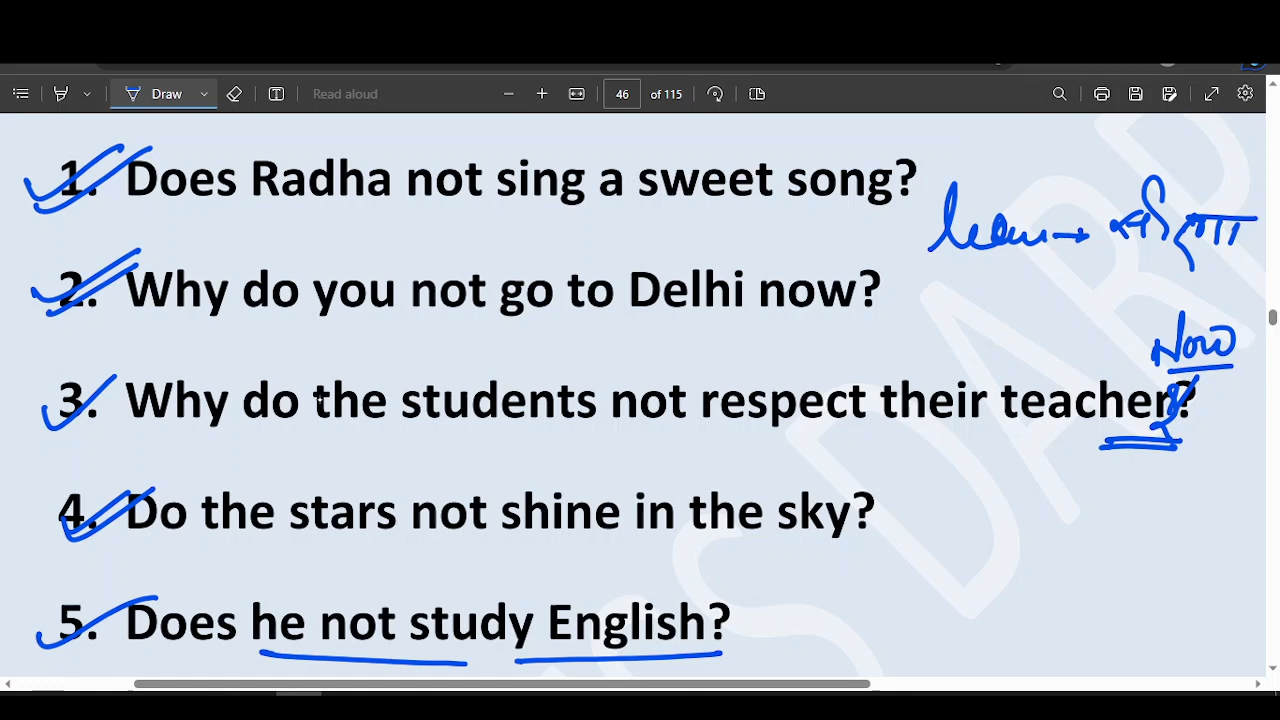 Draw
Read aloud
46 of 115
1. Does Radha not sing a sweet song?
2. Why do you not go to Delhi now?
Now
3. Why do the students not respect their teacher?
4. Do the stars not shine in the sky?
5. Does he not study English?